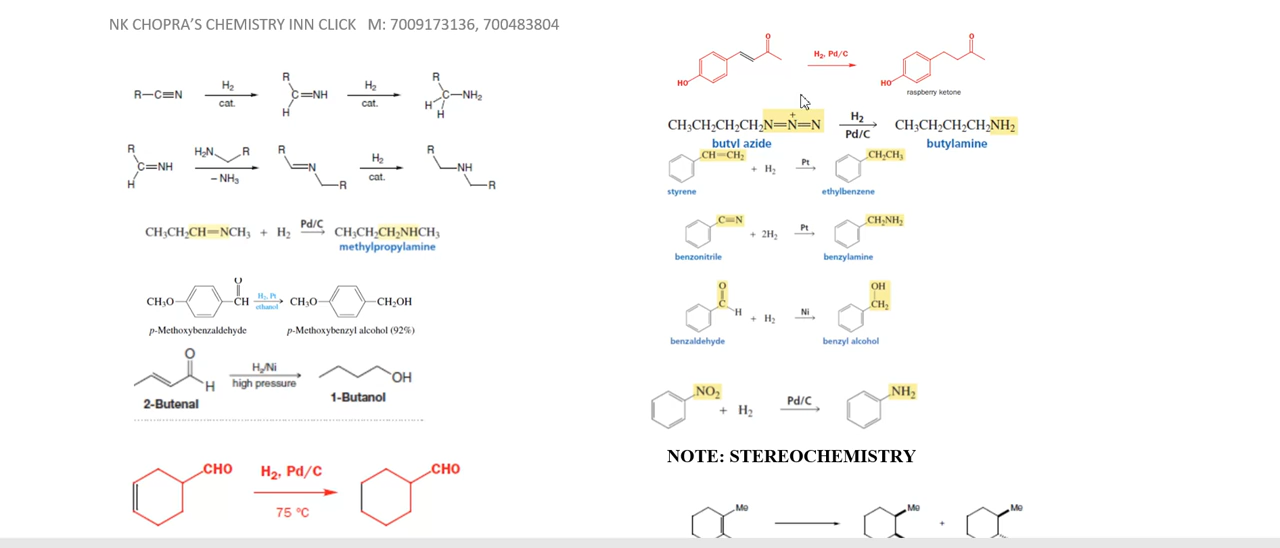 NK CHOPRA'S CHEMISTRY INN CLICK M: 7009173136, 700483804
R—C≡N H₂ cat. R C=NH H H₂ cat. R C—NH₂ H H
R C=NH H H₂N R – NH₃ R N R H₂ cat. R NH R
CH₃CH₂CH=NCH₃ + H₂ Pd/C CH₃CH₂CH₂NHCH₃
methylpropylamine
CH₃O O CH H₂, Pt ethanol CH₃O CH₂OH
p-Methoxybenzaldehyde p-Methoxybenzyl alcohol (92%)
O H H₂/Ni high pressure OH
2-Butenal 1-Butanol
CHO H₂, Pd/C 75 °C CHO
O HO H₂, Pd/C O HO
raspberry ketone
CH₃CH₂CH₂CH₂N=N⁺=N H₂ Pd/C CH₃CH₂CH₂CH₂NH₂
butyl azide butylamine
CH=CH₂ + H₂ Pt CH₂CH₃
styrene ethylbenzene
C≡N + 2H₂ Pt CH₂NH₂
benzonitrile benzylamine
O C H + H₂ Ni OH CH₂
benzaldehyde benzyl alcohol
NO₂ + H₂ Pd/C NH₂
NOTE: STEREOCHEMISTRY
Me Me + Me